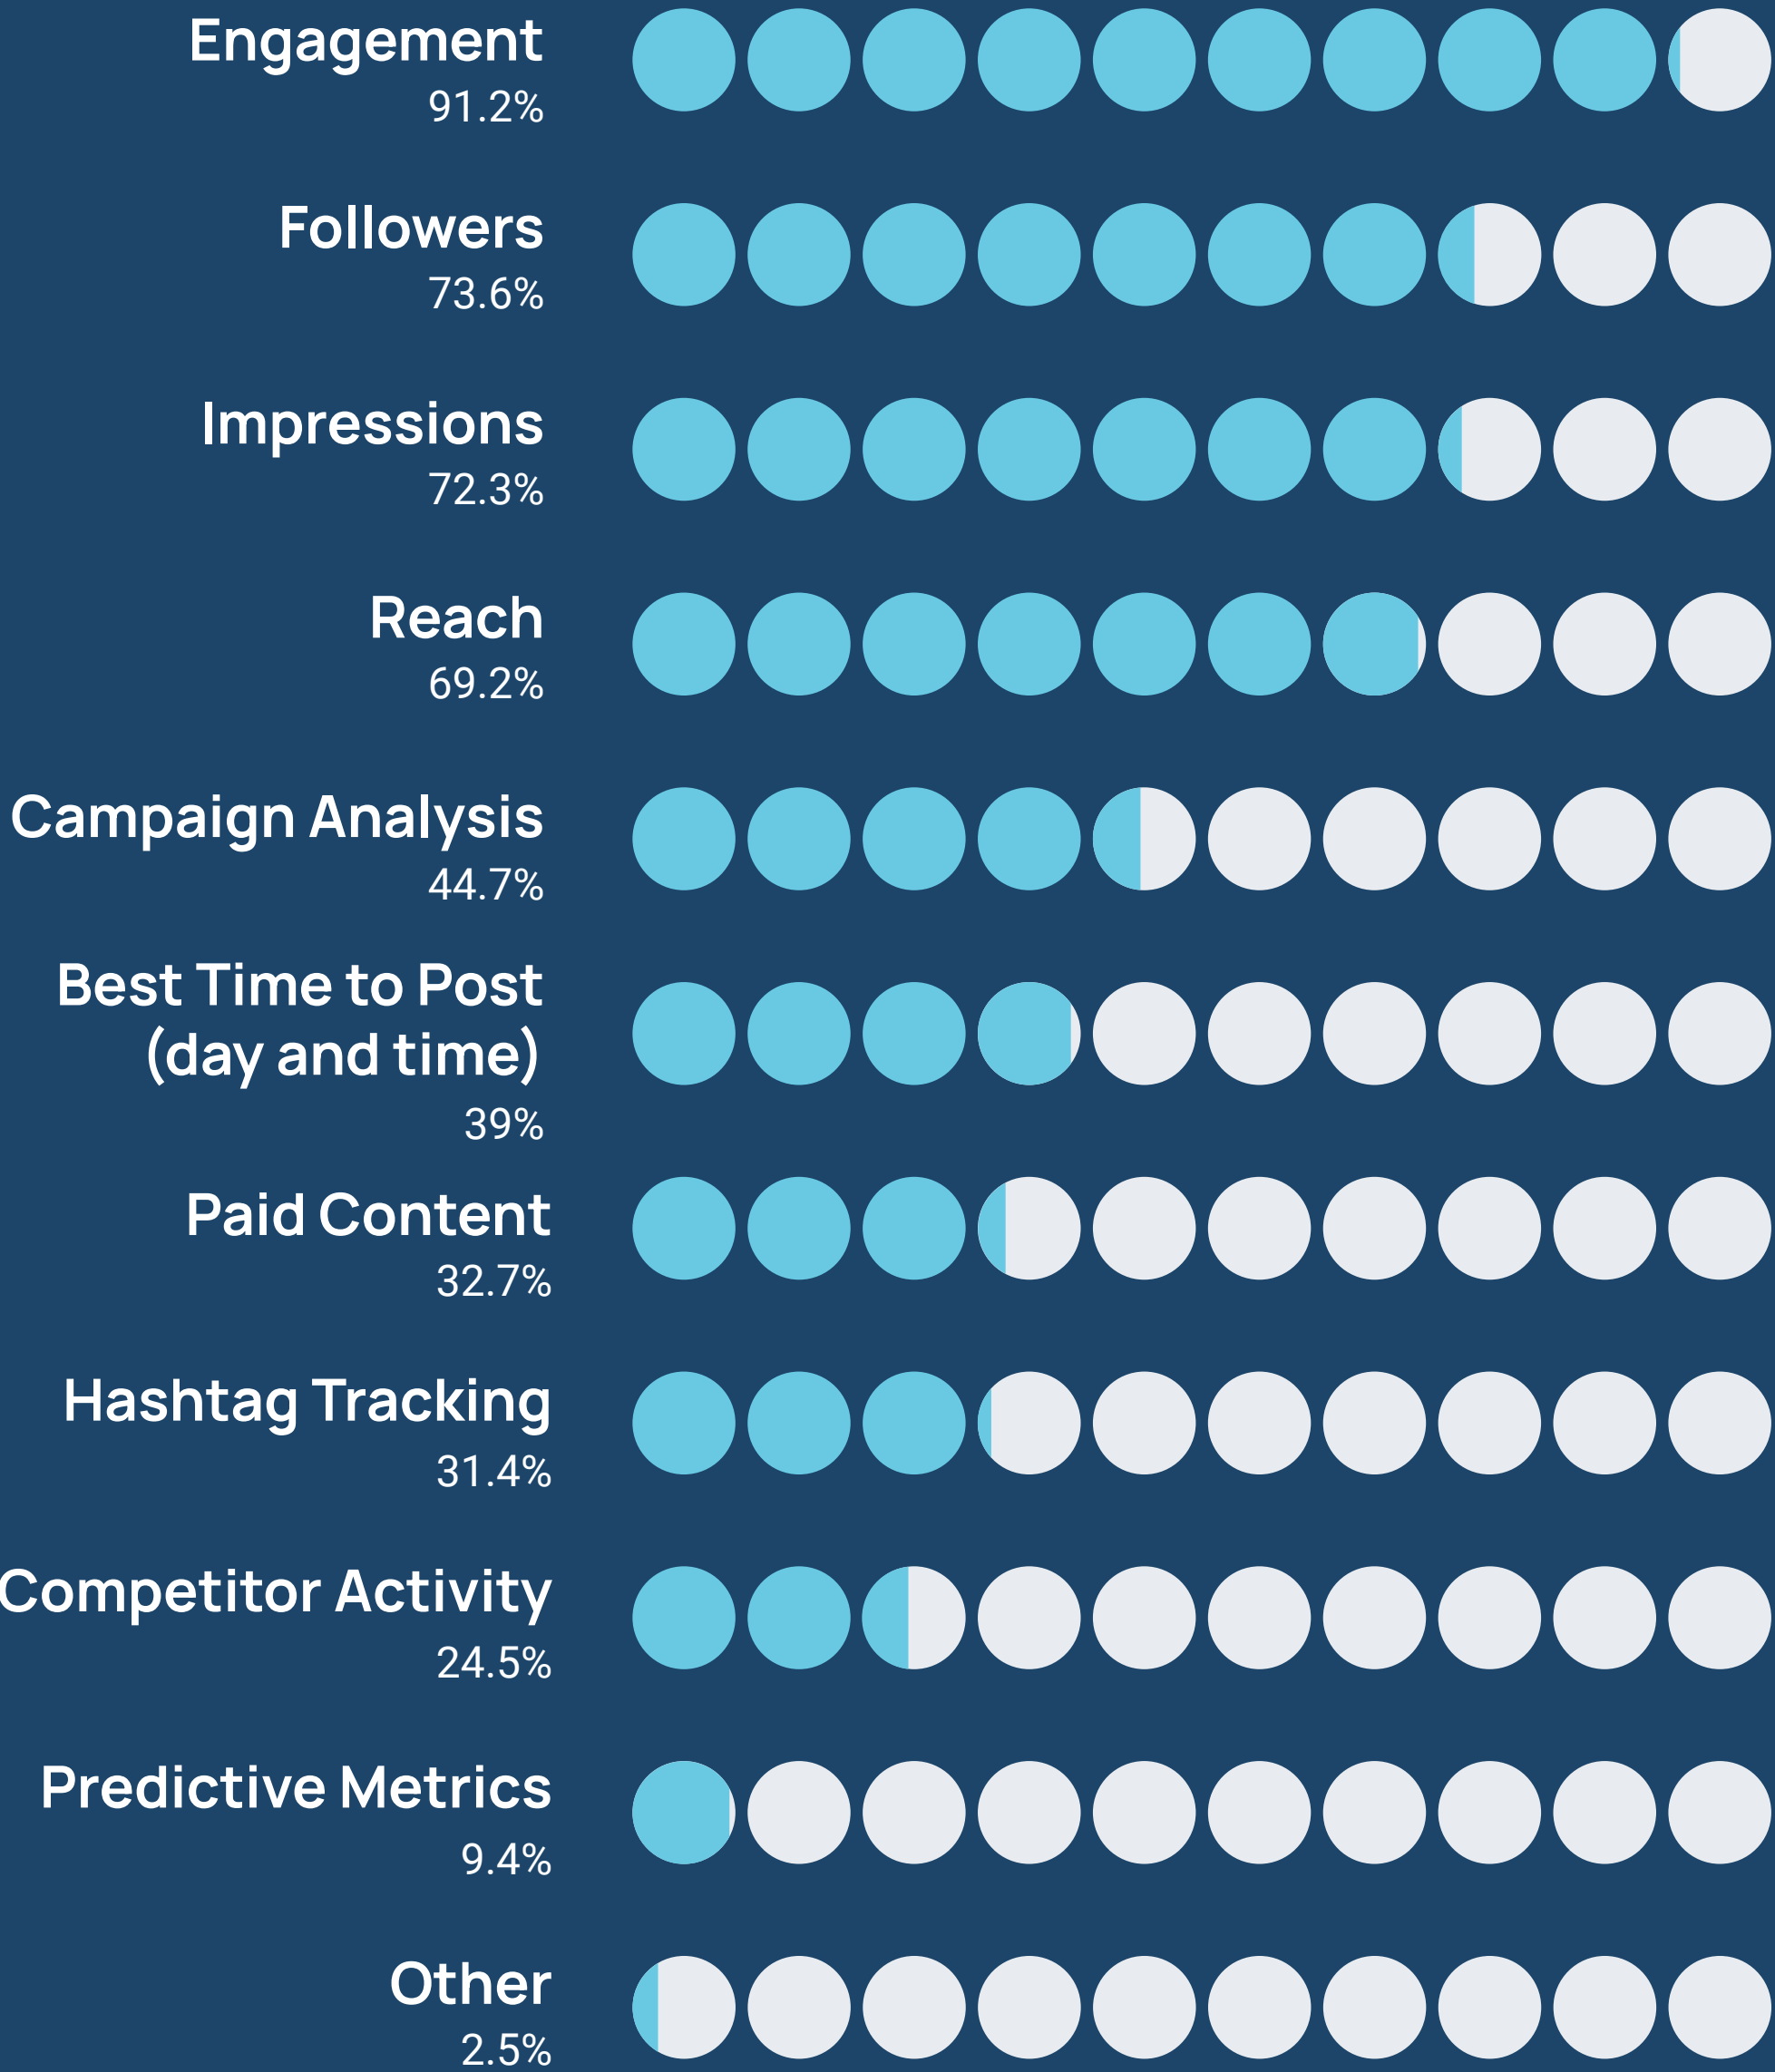 Engagement
91.2%
Followers
73.6%
Impressions
72.3%
Reach
69.2%
Campaign Analysis
44.7%
Best Time to Post
(day and time)
39%
Paid Content
32.7%
Hashtag Tracking
31.4%
Competitor Activity
24.5%
Predictive Metrics
9.4%
Other
2.5%